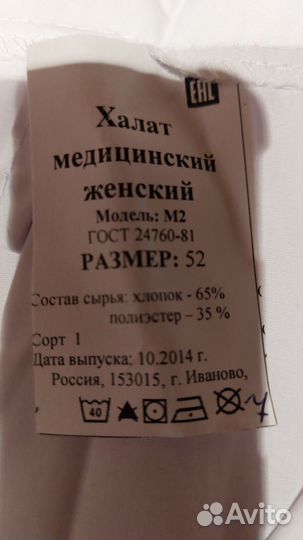 EAC
Халат
медицинский
женский
Модель: М2
ГОСТ 24760-81
РАЗМЕР: 52
Состав сырья: хлопок - 65%
полиэстер - 35 %
Сорт 1
Дата выпуска: 10.2014 г.
Россия, 153015, г. Иваново,
40
Avito